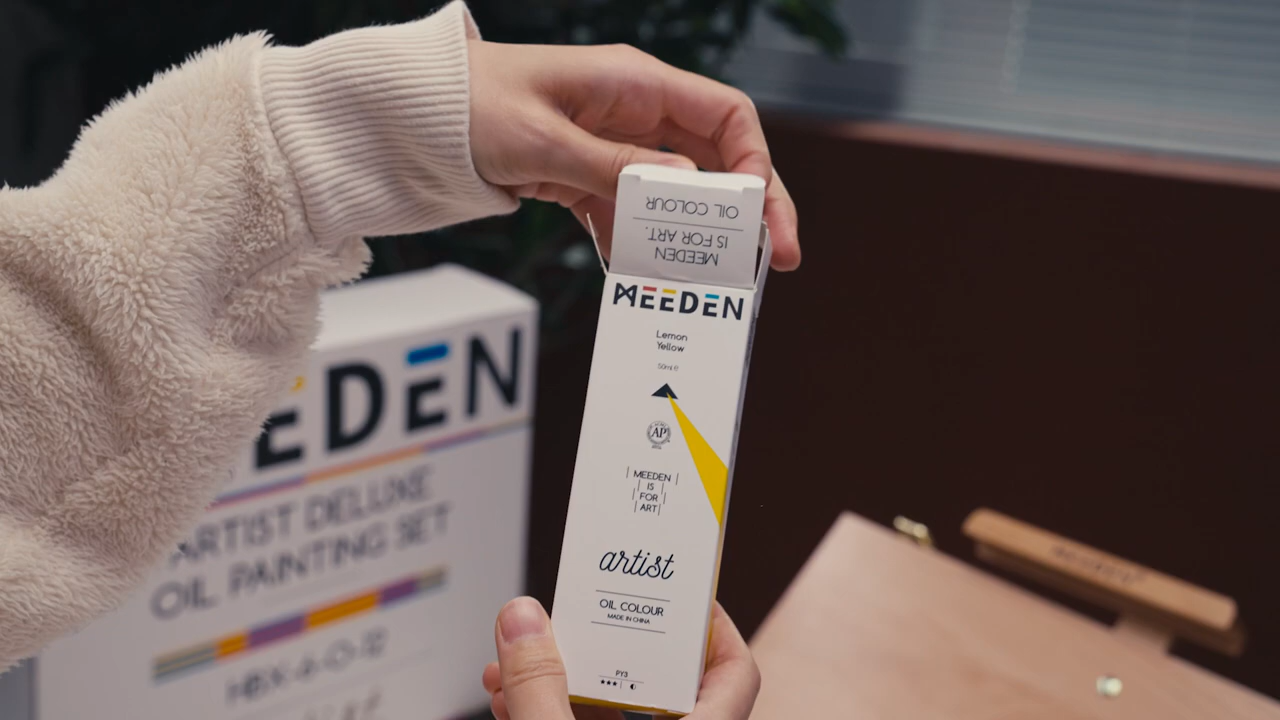 OIL COLOUR
IS FOR ART.
MEEDEN
MEEDEN
Lemon
Yellow
50ml e
AP
MEEDEN
IS
FOR
ART
artist
OIL COLOUR
MADE IN CHINA
PY3
EDEN
ARTIST DELUXE
OIL PAINTING SET